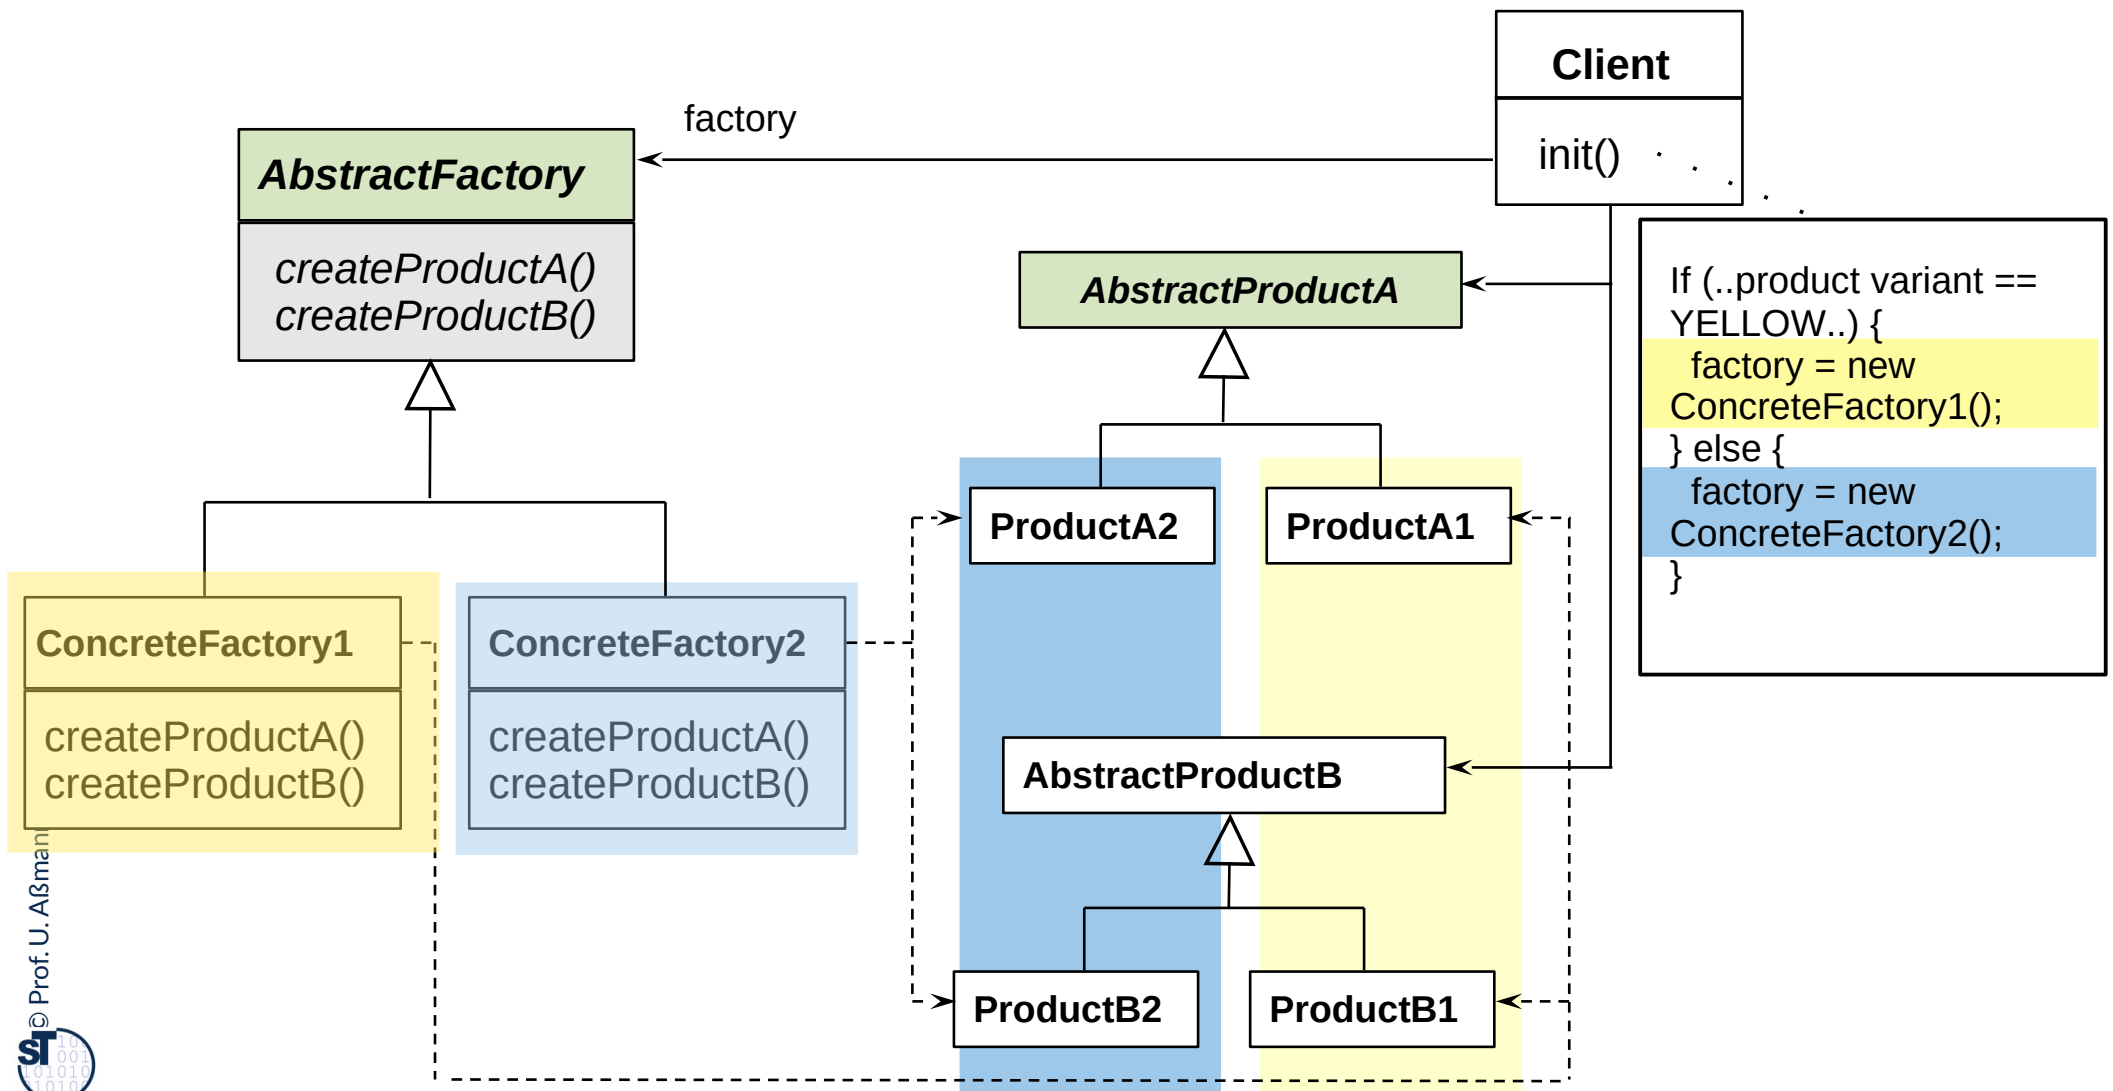 Client
init()
factory
AbstractFactory
createProductA()
createProductB()
AbstractProductA
If (..product variant ==
YELLOW..) {
factory = new
ConcreteFactory1();
} else {
factory = new
ConcreteFactory2();
}
ProductA2
ProductA1
ConcreteFactory1
createProductA()
createProductB()
ConcreteFactory2
createProductA()
createProductB()
AbstractProductB
ProductB2
ProductB1
© Prof. U. Aßmann
ST